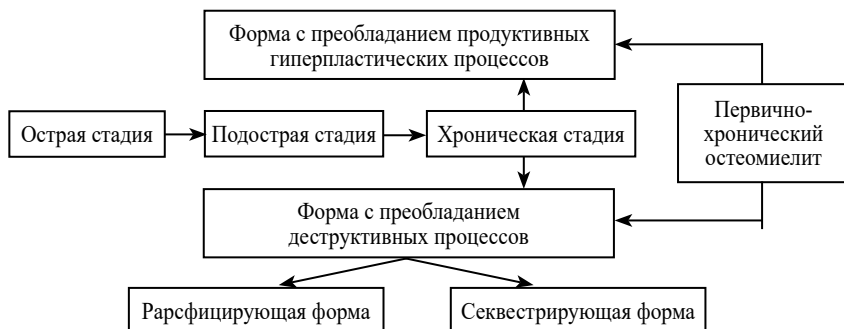 Форма с преобладанием продуктивных
гиперпластических процессов
Острая стадия
Подострая стадия
Хроническая стадия
Первично-
хронический
остеомиелит
Форма с преобладанием
деструктивных процессов
Рарсфицирующая форма
Секвестрирующая форма